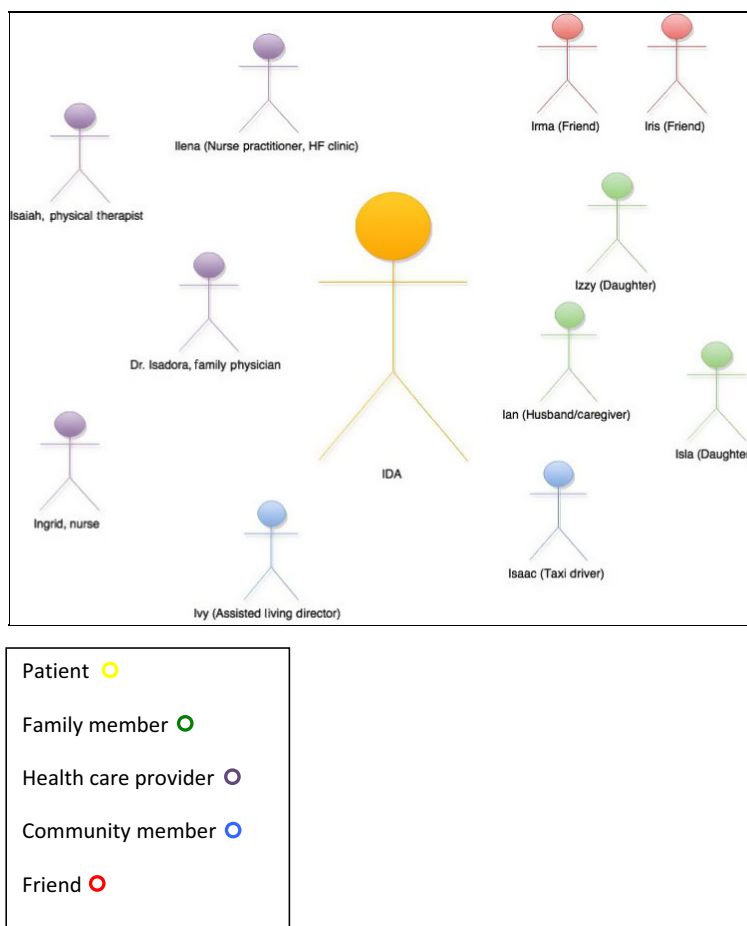 Ilena (Nurse practitioner, HF clinic)
Irma (Friend)
Iris (Friend)
Isaiah, physical therapist
Izzy (Daughter)
Dr. Isadora, family physician
Ian (Husband/caregiver)
Isla (Daughter
IDA
Ingrid, nurse
Isaac (Taxi driver)
Ivy (Assisted living director)
Patient
Family member
Health care provider
Community member
Friend